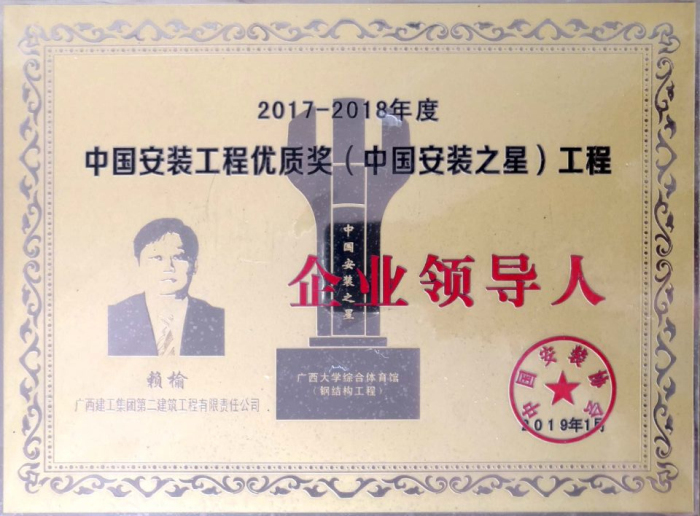 2017-2018年度
中国安装工程优质奖（中国安装之星）工程
中国安装之星
企业领导人
赖榆
广西建工集团第二建筑工程有限责任公司
广西大学综合体育馆
钢结构工程
中国安装协会
2019年1月